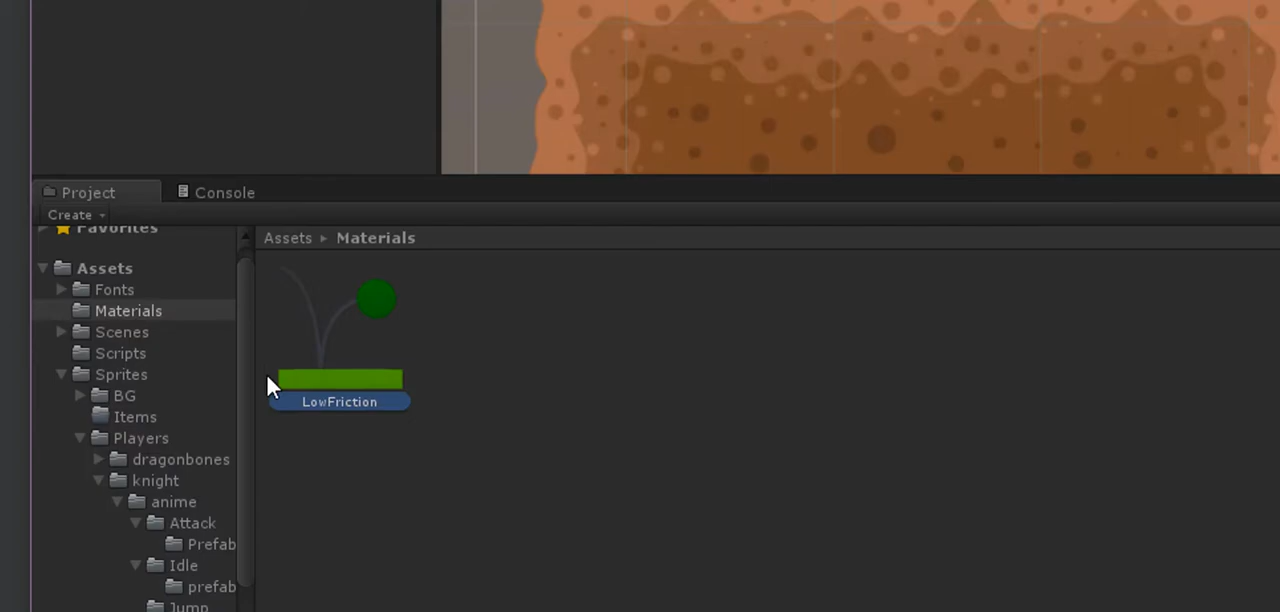 Project
Console
Create
Favorites
Assets
Fonts
Materials
Scenes
Scripts
Sprites
BG
Items
Players
dragonbones
knight
anime
Attack
Prefab
Idle
prefab
Jump
Assets Materials
LowFriction